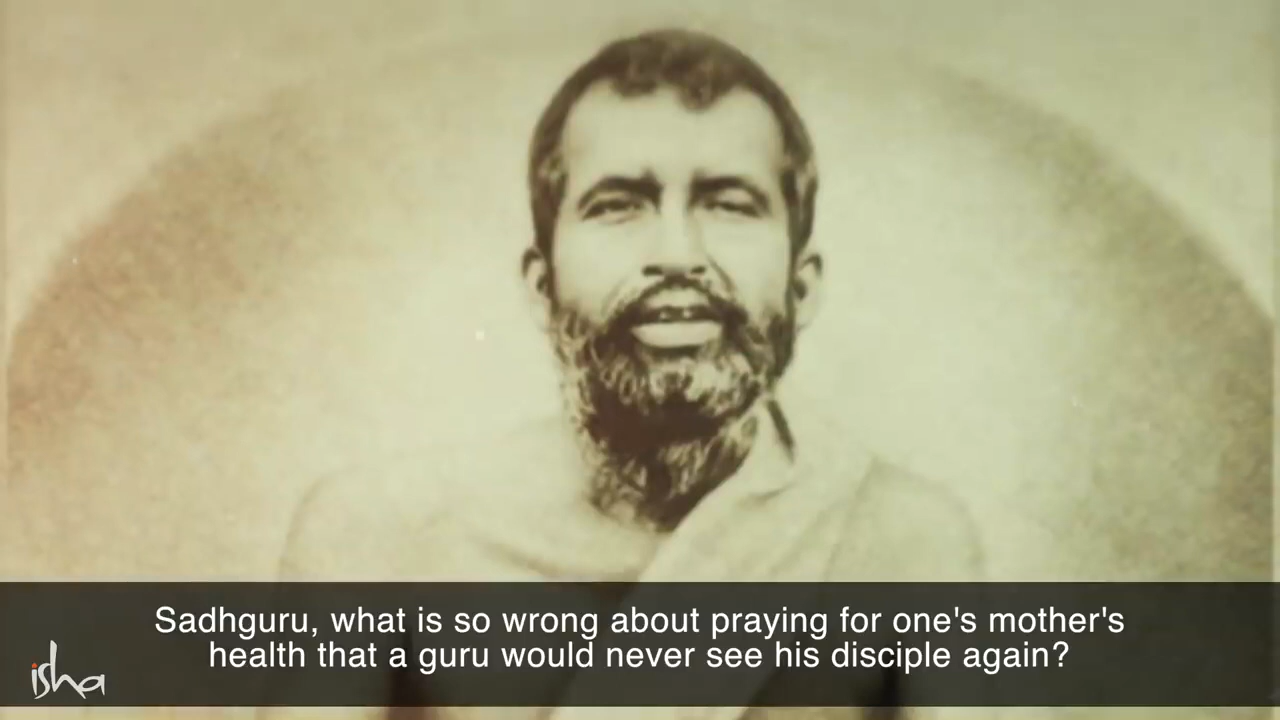 Sadhguru, what is so wrong about praying for one's mother's
health that a guru would never see his disciple again?
isha